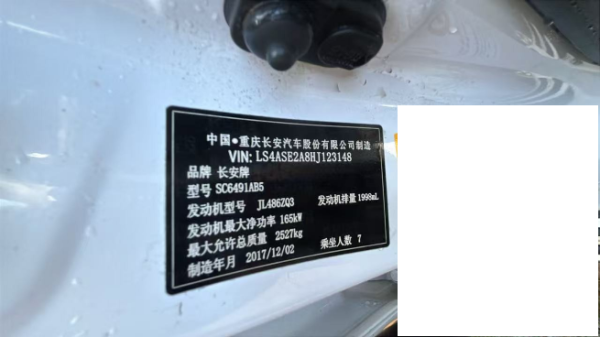 中国●重庆长安汽车股份有限公司制造
VIN: LS4ASE2A8HJ123148
品牌 长安牌
型号 SC6491AB5
发动机型号 JL486ZQ3 发动机排量 1998mL
发动机最大净功率 165kW
最大允许总质量 2527kg
制造年月 2017/12/02 乘坐人数 7